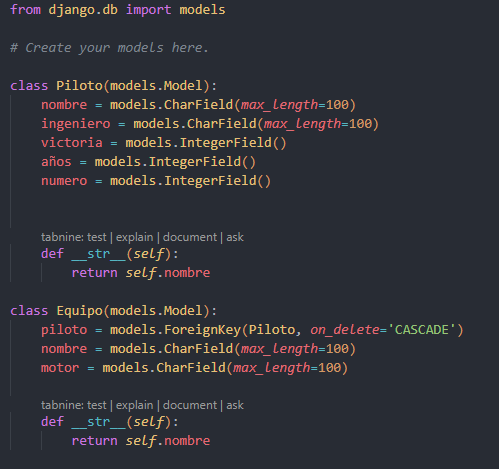 from django.db import models
# Create your models here.
class Piloto(models.Model):
nombre = models.CharField(max_length=100)
ingeniero = models.CharField(max_length=100)
victoria = models.IntegerField()
años = models.IntegerField()
numero = models.IntegerField()
tabnine: test | explain | document | ask
def __str__(self):
return self.nombre
class Equipo(models.Model):
piloto = models.ForeignKey(Piloto, on_delete='CASCADE')
nombre = models.CharField(max_length=100)
motor = models.CharField(max_length=100)
tabnine: test | explain | document | ask
def __str__(self):
return self.nombre